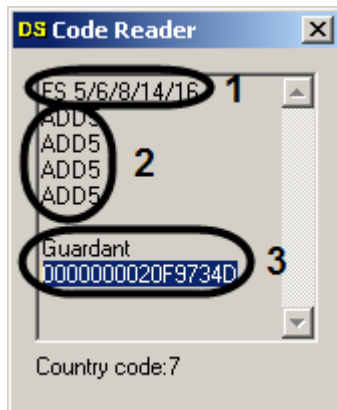 DS Code Reader
FS 5/6/8/14/16 1
ADD5
ADD5
ADD5
ADD5
2
Guardant
0000000020F9734D
3
Country code:7